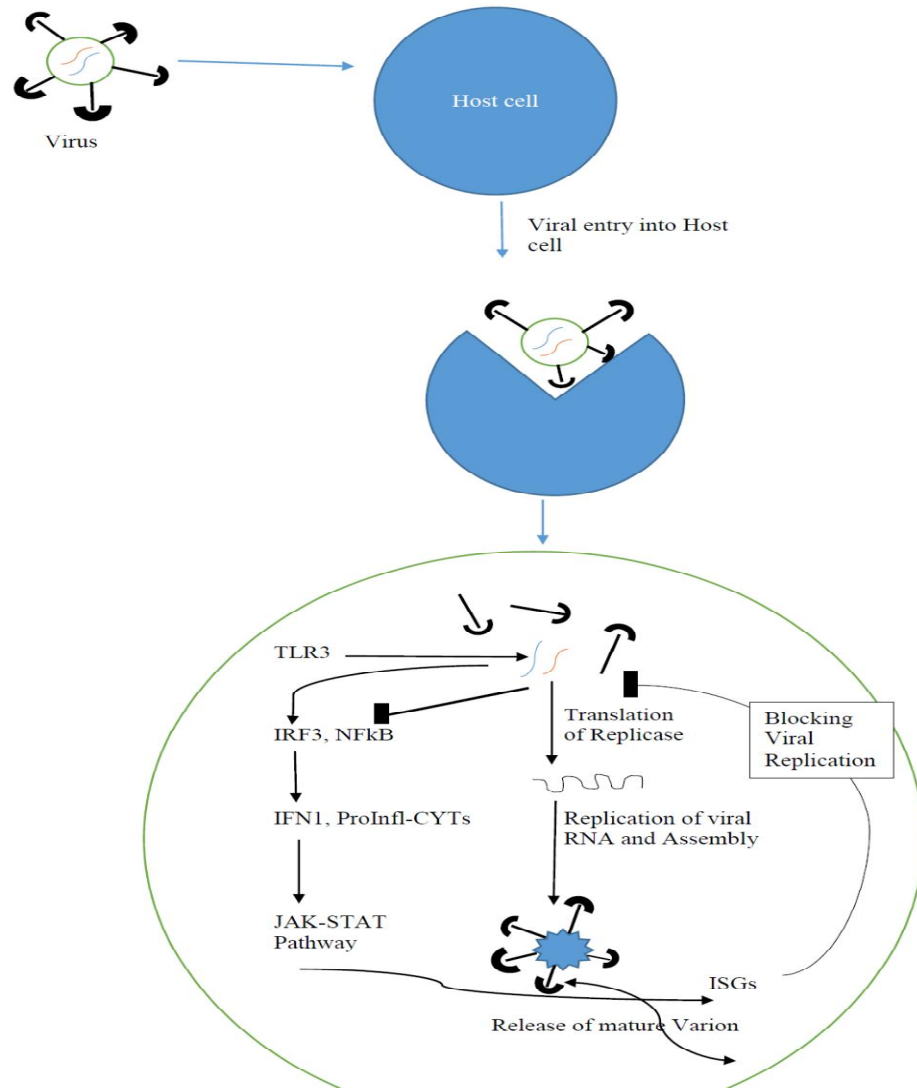 Host cell
Virus
Viral entry into Host
cell
TLR3
IRF3, NFkB
IFN1, ProInfl-CYTs
JAK-STAT
Pathway
Translation
of Replicase
Replication of viral
RNA and Assembly
Release of mature Varion
Blocking
Viral
Replication
ISGs